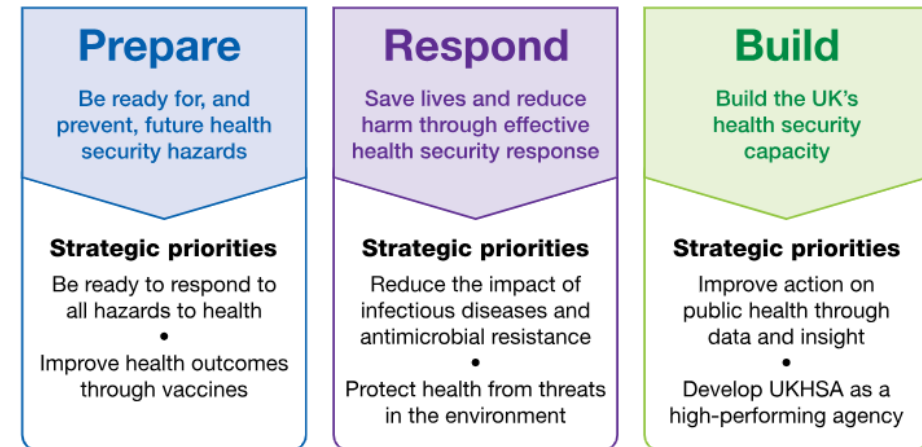 Prepare
Be ready for, and
prevent, future health
security hazards
Strategic priorities
Be ready to respond to
all hazards to health
•
Improve health outcomes
through vaccines
Respond
Save lives and reduce
harm through effective
health security response
Strategic priorities
Reduce the impact of
infectious diseases and
antimicrobial resistance
•
Protect health from threats
in the environment
Build
Build the UK's
health security
capacity
Strategic priorities
Improve action on
public health through
data and insight
•
Develop UKHSA as a
high-performing agency